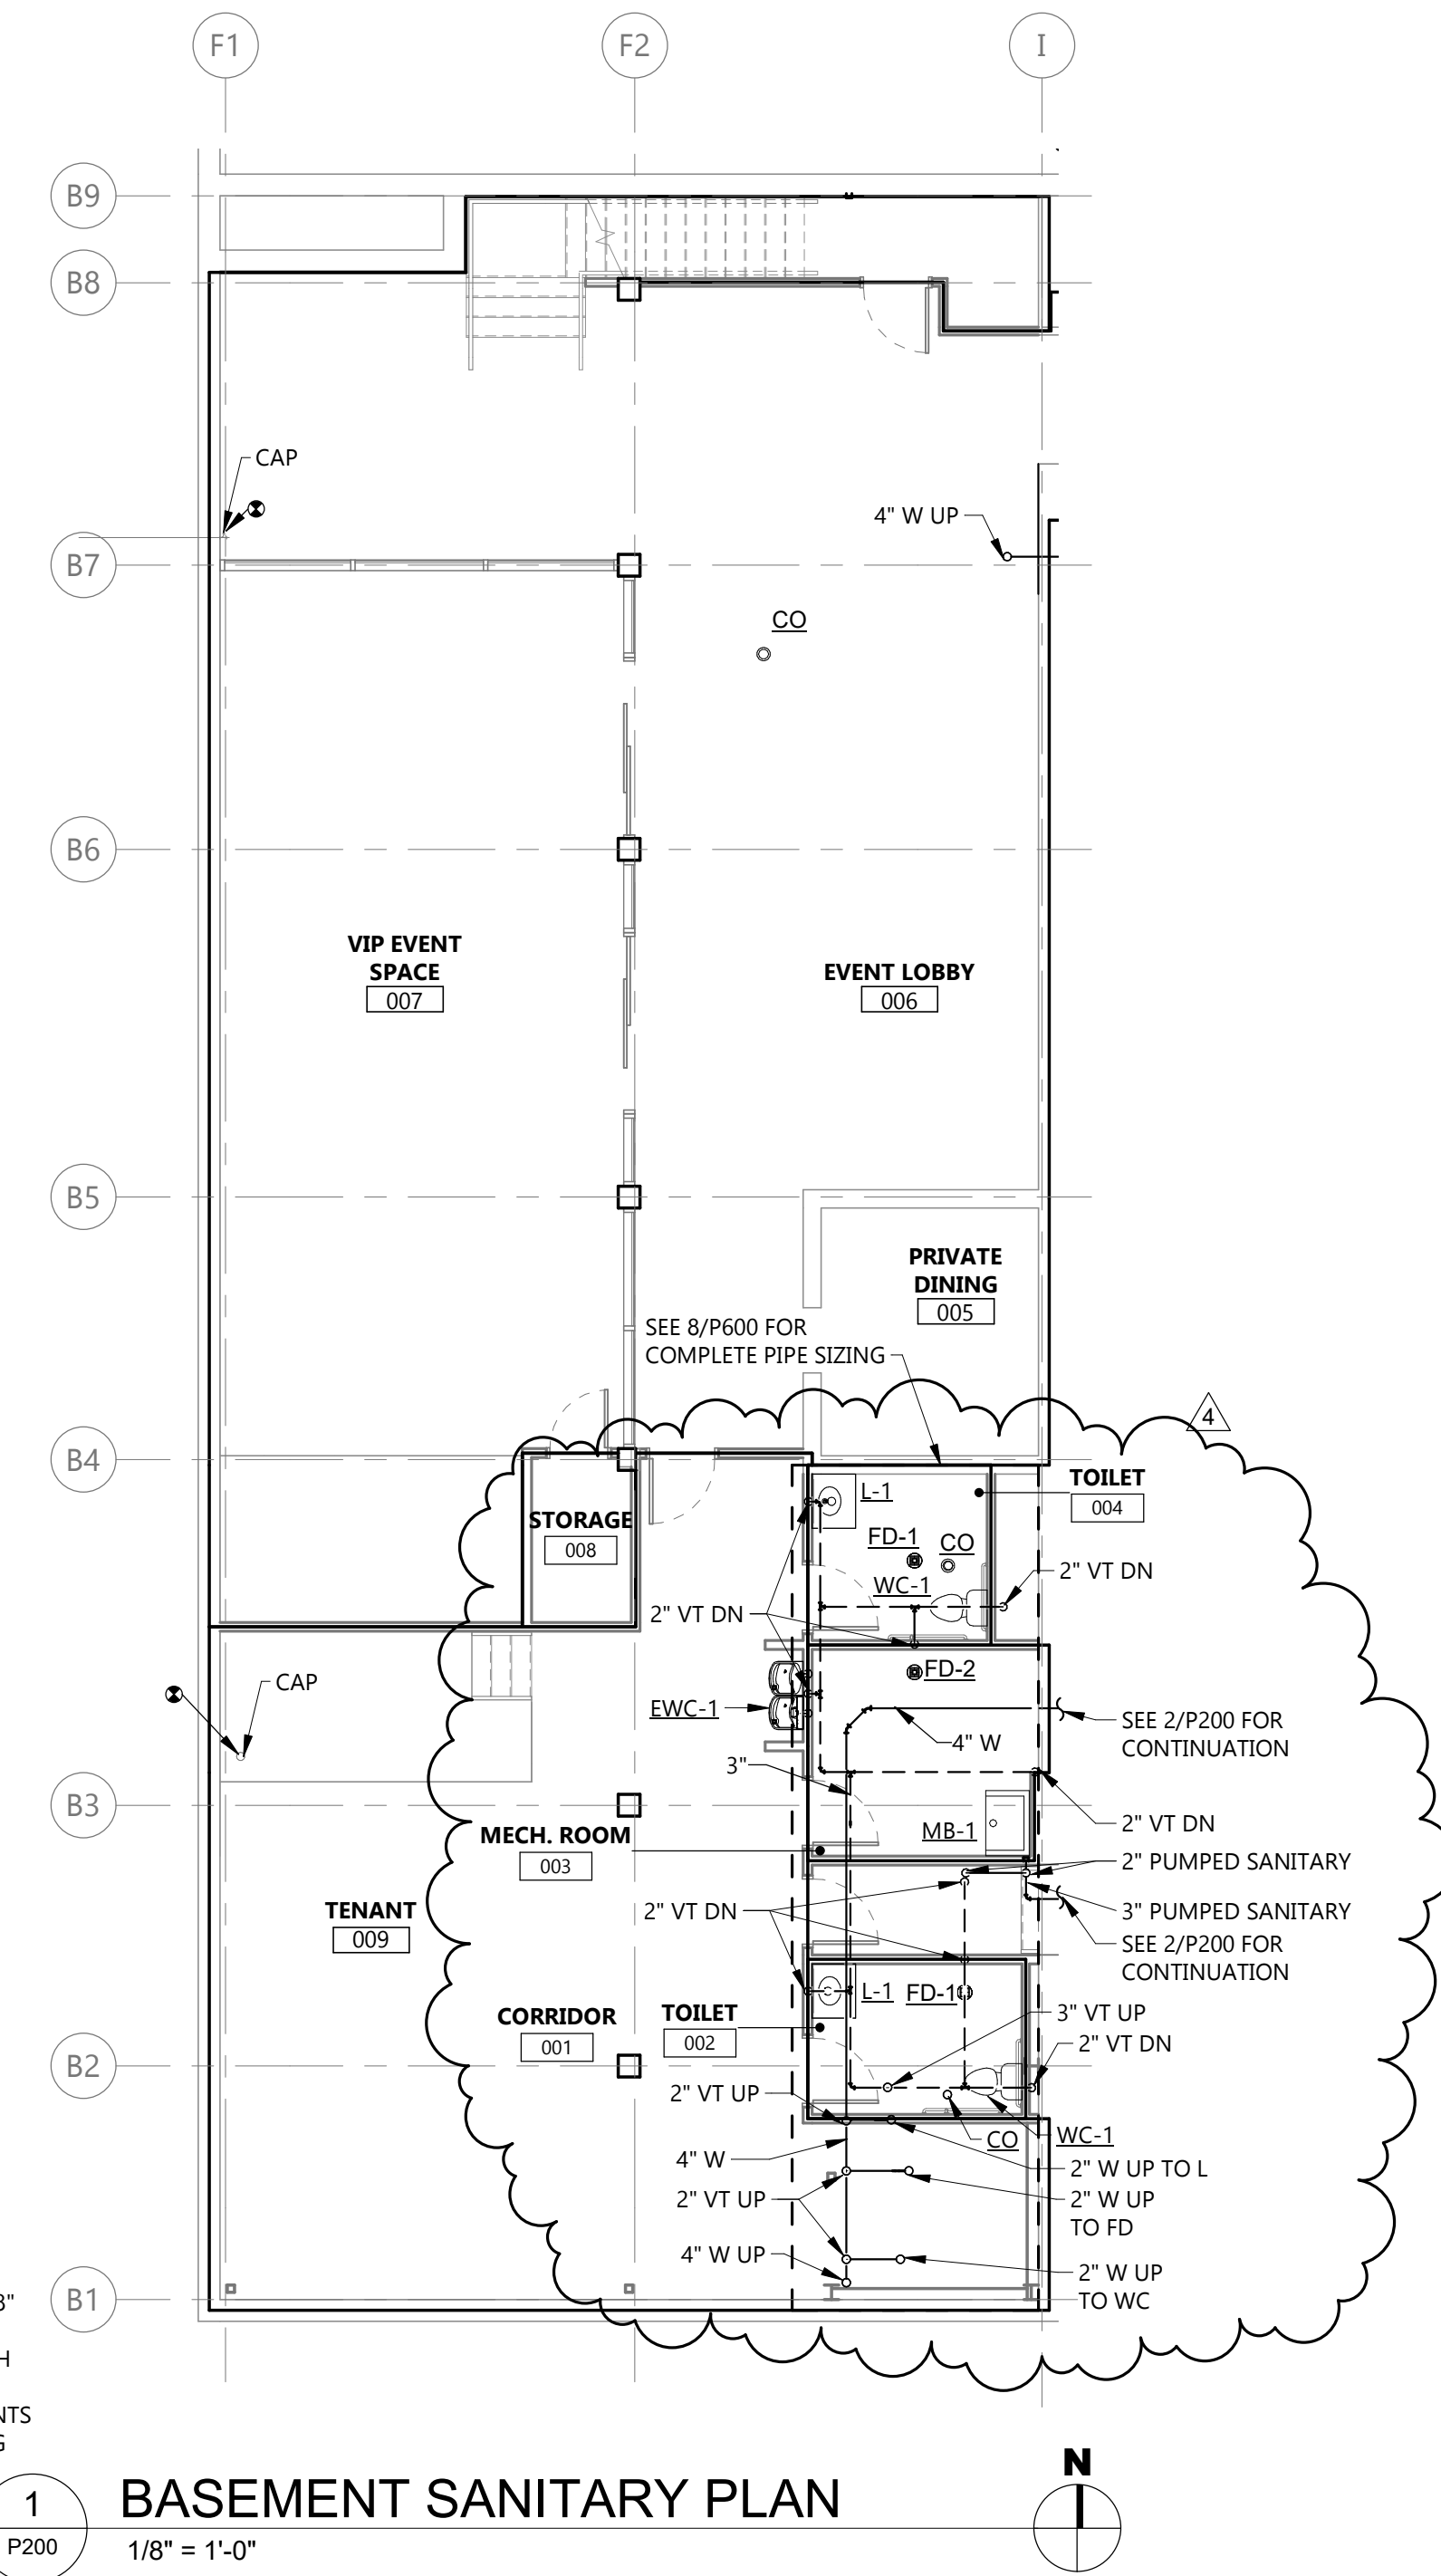 F1
F2
I
B9
B8
CAP
4" W UP
B7
CO
B6
VIP EVENT
SPACE
007
EVENT LOBBY
006
B5
PRIVATE
DINING
005
SEE 8/P600 FOR
COMPLETE PIPE SIZING
4
B4
TOILET
004
L-1
STORAGE
008
FD-1
CO
WC-1
2" VT DN
2" VT DN
FD-2
CAP
EWC-1
SEE 2/P200 FOR
CONTINUATION
4" W
3"
B3
2" VT DN
MB-1
MECH. ROOM
003
2" PUMPED SANITARY
TENANT
009
2" VT DN
3" PUMPED SANITARY
SEE 2/P200 FOR
CONTINUATION
L-1
FD-1
CORRIDOR
001
TOILET
002
3" VT UP
2" VT DN
B2
2" VT UP
CO
WC-1
4" W
2" W UP TO L
2" VT UP
2" W UP
TO FD
4" W UP
2" W UP
TO WC
B1
3"
H
NTS
G
1
P200
BASEMENT SANITARY PLAN
1/8" = 1'-0"
N